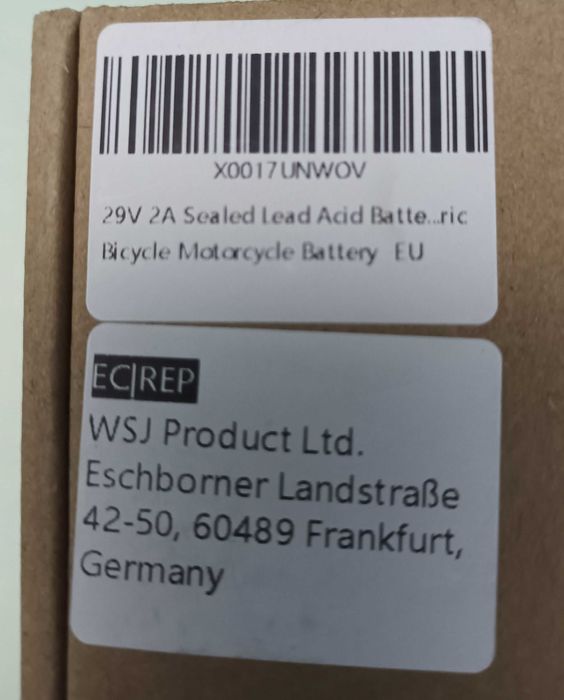 X0017UNWOV
29V 2A Sealed Lead Acid Batte...ric
Bicycle Motorcycle Battery EU
EC|REP
WSJ Product Ltd.
Eschborner Landstraße
42-50, 60489 Frankfurt,
Germany